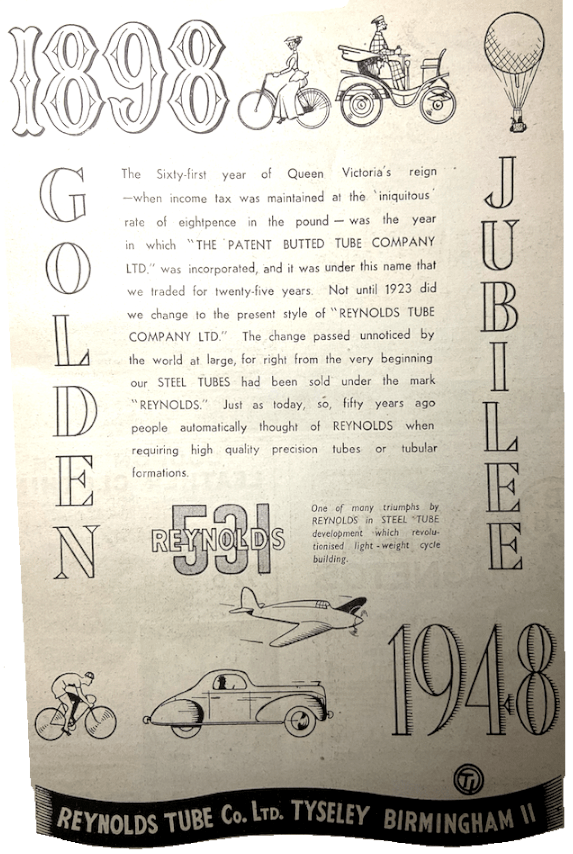 1898
GOLDEN
JUBILEE
The Sixty-first year of Queen Victoria's reign
—when income tax was maintained at the 'iniquitous'
rate of eightpence in the pound — was the year
in which "THE PATENT BUTTED TUBE COMPANY
LTD." was incorporated, and it was under this name that
we traded for twenty-five years. Not until 1923 did
we change to the present style of "REYNOLDS TUBE
COMPANY LTD." The change passed unnoticed by
the world at large, for right from the very beginning
our STEEL TUBES had been sold under the mark
"REYNOLDS." Just as today, so, fifty years ago
people automatically thought of REYNOLDS when
requiring high quality precision tubes or tubular
formations.
531
REYNOLDS
One of many triumphs by
REYNOLDS in STEEL TUBE
development which revolu-
tionised light-weight cycle
building.
1948
TI
REYNOLDS TUBE Co. LTD. TYSELEY BIRMINGHAM 11